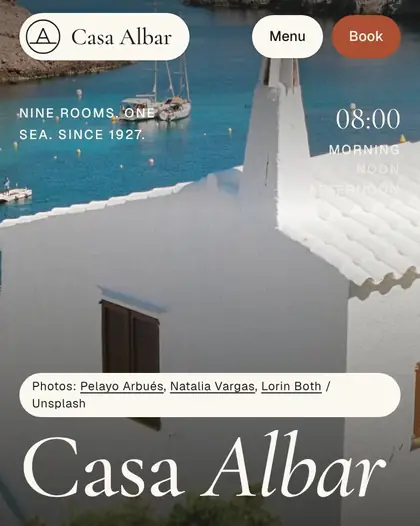 Casa Albar
Menu
Book
NINE ROOMS. ONE
SEA. SINCE 1927.
08:00
MORNING
NOON
AFTERNOON
Photos: Pelayo Arbués, Natalia Vargas, Lorin Both /
Unsplash
Casa Albar